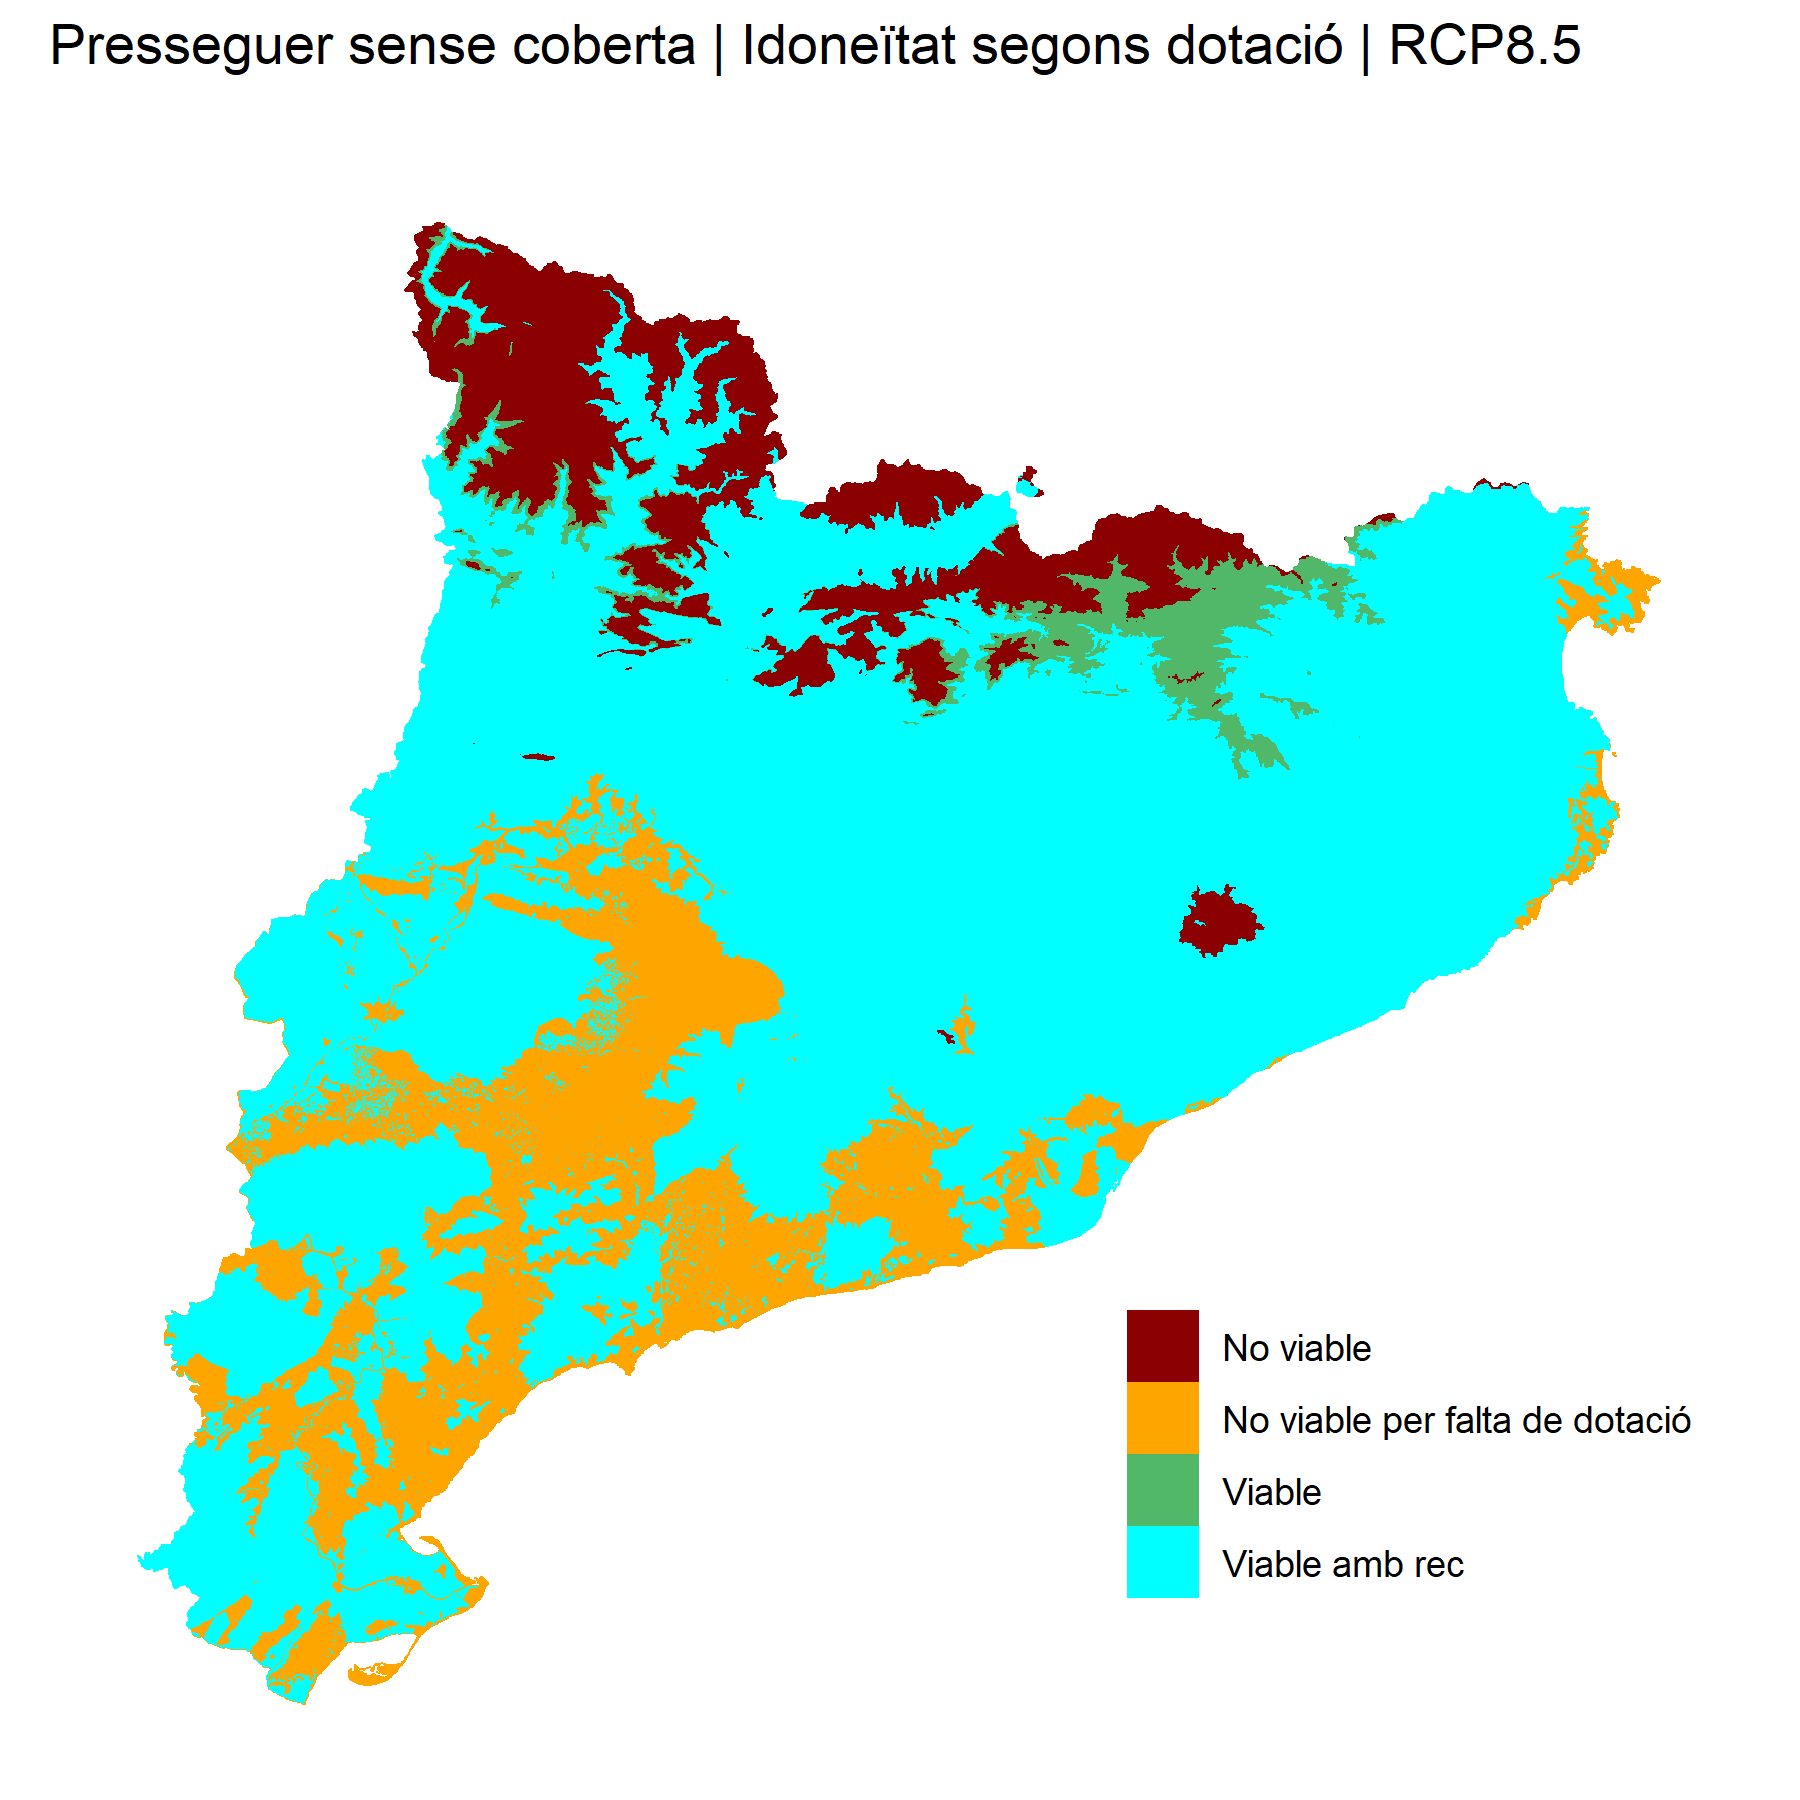 Presseguer sense coberta | Idoneïtat segons dotació | RCP8.5
No viable
No viable per falta de dotació
Viable
Viable amb rec